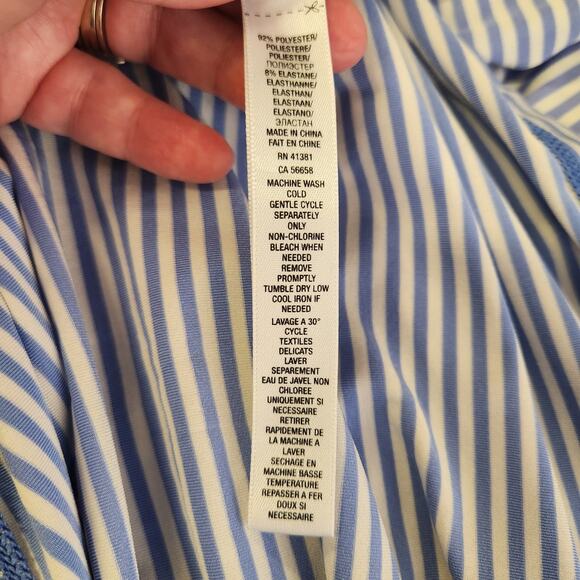 92% POLYESTER/
POLIESTERE/
POLIESTER/
ПОЛИЭСТЕР
8% ELASTANE/
ELASTHANNE/
ELASTHAN/
ELASTAAN/
ELASTANO/
ЭЛАСТАН
MADE IN CHINA
FAIT EN CHINE
RN 41381
CA 56658
MACHINE WASH
COLD
GENTLE CYCLE
SEPARATELY
ONLY
NON-CHLORINE
BLEACH WHEN
NEEDED
REMOVE
PROMPTLY
TUMBLE DRY LOW
COOL IRON IF
NEEDED
LAVAGE A 30°
CYCLE
TEXTILES
DELICATS
LAVER
SEPAREMENT
EAU DE JAVEL NON
CHLOREE
UNIQUEMENT SI
NECESSAIRE
RETIRER
RAPIDEMENT DE
LA MACHINE A
LAVER
SECHAGE EN
MACHINE BASSE
TEMPERATURE
REPASSER A FER
DOUX SI
NECESSAIRE